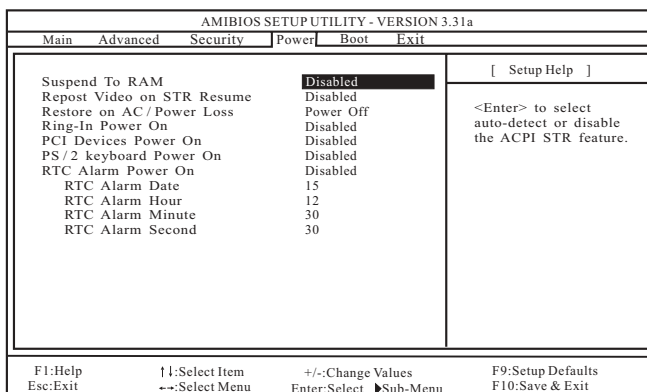 AMIBIOS SETUP UTILITY - VERSION 3.31a
Main Advanced Security Power Boot Exit
Suspend To RAM Disabled
Repost Video on STR Resume Disabled
Restore on AC / Power Loss Power Off
Ring-In Power On Disabled
PCI Devices Power On Disabled
PS / 2 keyboard Power On Disabled
RTC Alarm Power On Disabled
RTC Alarm Date 15
RTC Alarm Hour 12
RTC Alarm Minute 30
RTC Alarm Second 30
[ Setup Help ]
<Enter> to select
auto-detect or disable
the ACPI STR feature.
F1:Help ↑↓:Select Item +/-:Change Values F9:Setup Defaults
Esc:Exit ←→:Select Menu Enter:Select ▶Sub-Menu F10:Save & Exit